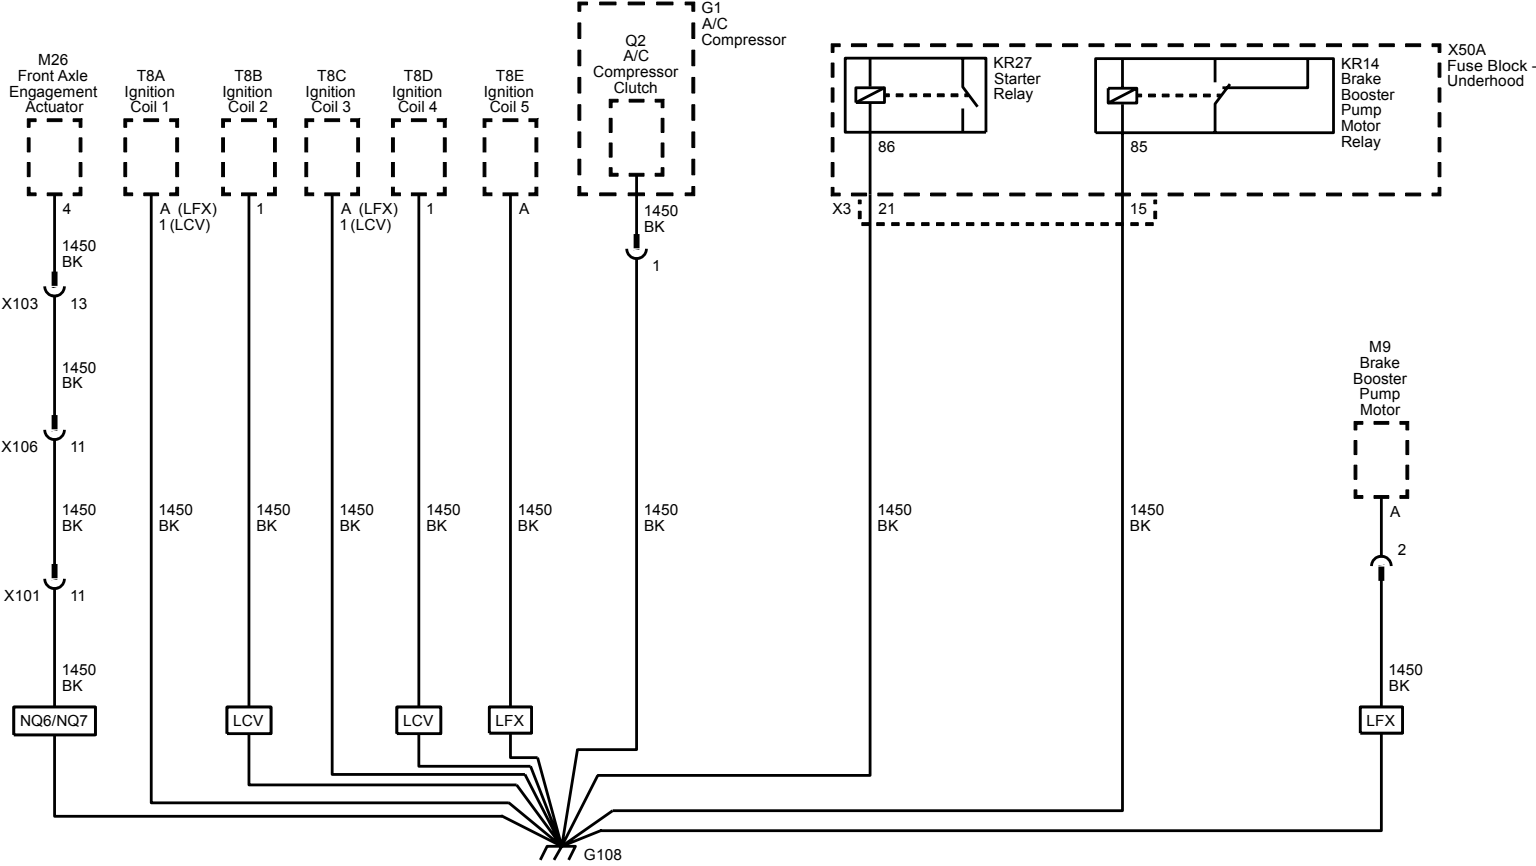 M26
Front Axle
Engagement
Actuator
T8A
Ignition
Coil 1
T8B
Ignition
Coil 2
T8C
Ignition
Coil 3
T8D
Ignition
Coil 4
T8E
Ignition
Coil 5
Q2
A/C
Compressor
Clutch
G1
A/C
Compressor
KR27
Starter
Relay
KR14
Brake
Booster
Pump
Motor
Relay
X50A
Fuse Block -
Underhood
86
85
4
A (LFX)
1 (LCV)
1
A (LFX)
1 (LCV)
1
A
1450
BK
X3
21
15
1450
BK
1
X103
13
M9
Brake
Booster
Pump
Motor
1450
BK
X106
11
1450
BK
1450
BK
1450
BK
1450
BK
1450
BK
1450
BK
1450
BK
1450
BK
1450
BK
A
2
X101
11
1450
BK
1450
BK
NQ6/NQ7
LCV
LCV
LFX
LFX
G108